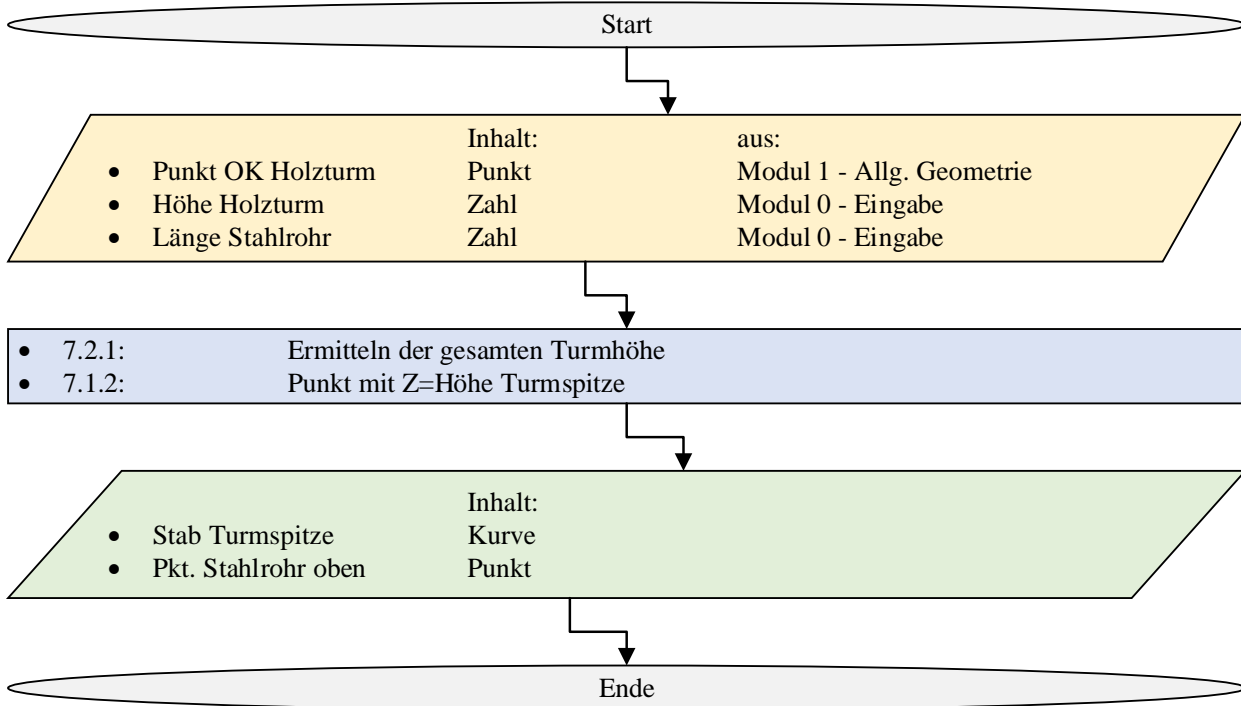 Start
Inhalt: aus:
• Punkt OK Holzturm Punkt Modul 1 - Allg. Geometrie
• Höhe Holzturm Zahl Modul 0 - Eingabe
• Länge Stahlrohr Zahl Modul 0 - Eingabe
• 7.2.1: Ermitteln der gesamten Turmhöhe
• 7.1.2: Punkt mit Z=Höhe Turmspitze
Inhalt:
• Stab Turmspitze Kurve
• Pkt. Stahlrohr oben Punkt
Ende